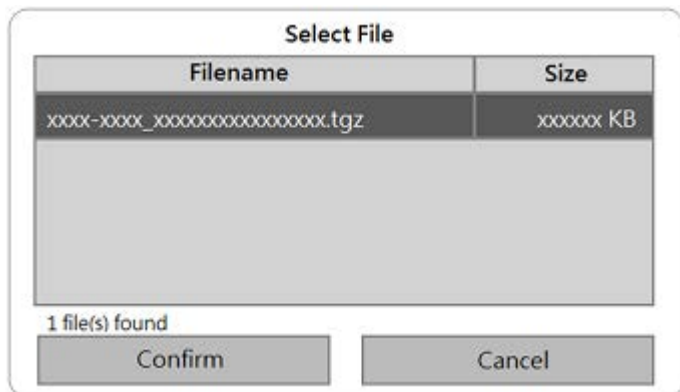 Select File
Filename Size
xxxx-xxxx_xxxxxxxxxxxxxxxx.tgz xxxxxx KB
1 file(s) found
Confirm Cancel